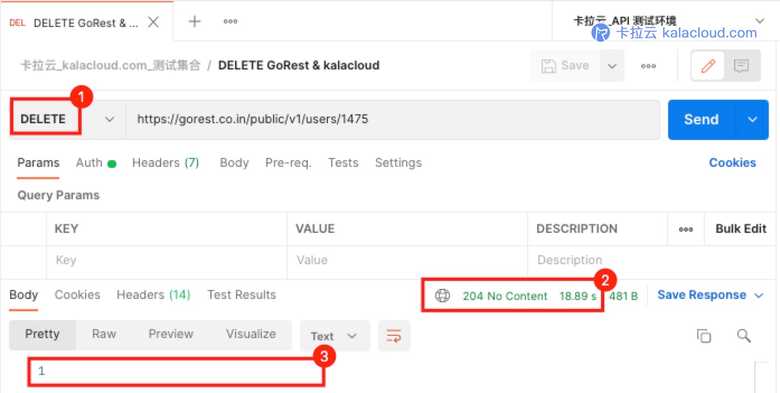 DEL DELETE GoRest & ... 卡拉云_API 测试环境
卡拉云 kalacloud.com
卡拉云_kalacloud.com_测试集合 / DELETE GoRest & kalacloud Save
1
DELETE https://gorest.co.in/public/v1/users/1475 Send
Params Auth Headers (7) Body Pre-req. Tests Settings Cookies
Query Params
KEY VALUE DESCRIPTION Bulk Edit
Key Value Description
2
Body Cookies Headers (14) Test Results 204 No Content 18.89 s 481 B Save Response
Pretty Raw Preview Visualize Text
3
1